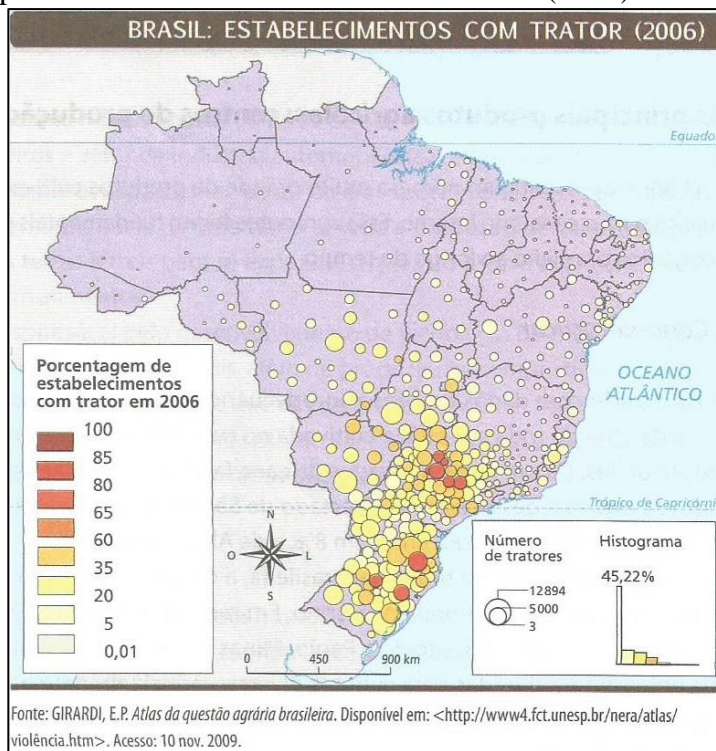 BRASIL: ESTABELECIMENTOS COM TRATOR (2006)
Equador
OCEANO
ATLÂNTICO
Trópico de Capricórni
Porcentagem de
estabelecimentos
com trator em 2006
100
85
80
65
60
35
20
5
0,01
N
O
L
S
0
450
900 km
Número
de tratores
12894
5000
3
Histograma
45,22%
Fonte: GIRARDI, E.P. Atlas da questão agrária brasileira. Disponível em: <http://www4.fct.unesp.br/nera/atlas/
violência.htm>. Acesso: 10 nov. 2009.